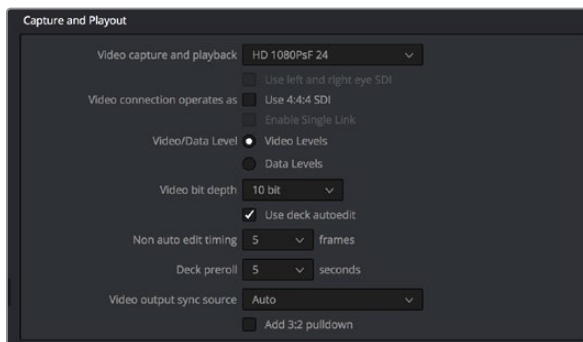 Capture and Playout
Video capture and playback HD 1080PsF 24
Use left and right eye SDI
Video connection operates as Use 4:4:4 SDI
Enable Single Link
Video/Data Level Video Levels
Data Levels
Video bit depth 10 bit
Use deck autoedit
Non auto edit timing 5 frames
Deck preroll 5 seconds
Video output sync source Auto
Add 3:2 pulldown